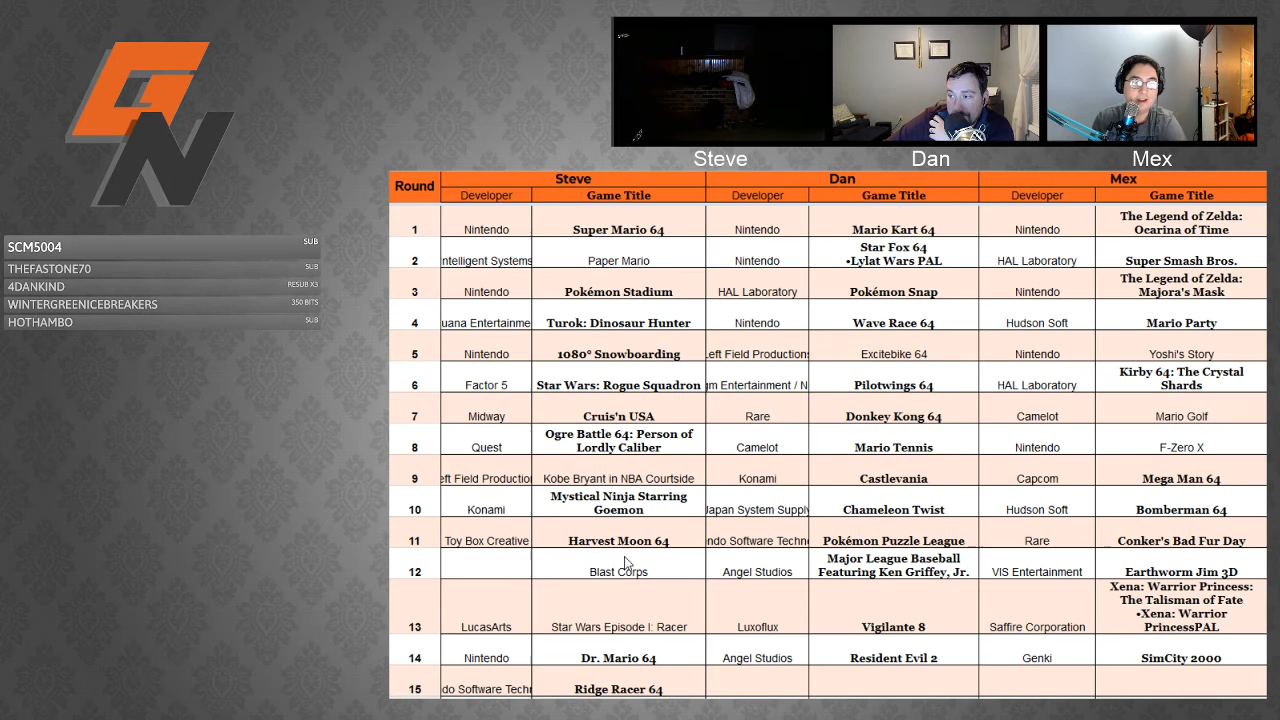 GN
Steve
Dan
Mex
SCM5004 SUB
THEFASTONE70 SUB
4DANKIND RESUB X3
WINTERGREENICEBREAKERS 350 BITS
HOTHAMBO SUB
Round Steve Dan Mex
Developer Game Title Developer Game Title Developer Game Title
1 Nintendo Super Mario 64 Nintendo Mario Kart 64 Nintendo The Legend of Zelda:
Ocarina of Time
2 ntelligent Systems Paper Mario Nintendo Star Fox 64
•Lylat Wars PAL HAL Laboratory Super Smash Bros.
3 Nintendo Pokémon Stadium HAL Laboratory Pokémon Snap Nintendo The Legend of Zelda:
Majora's Mask
4 uana Entertainme Turok: Dinosaur Hunter Nintendo Wave Race 64 Hudson Soft Mario Party
5 Nintendo 1080° Snowboarding Left Field Productions Excitebike 64 Nintendo Yoshi's Story
6 Factor 5 Star Wars: Rogue Squadron gm Entertainment / N Pilotwings 64 HAL Laboratory Kirby 64: The Crystal
Shards
7 Midway Cruis'n USA Rare Donkey Kong 64 Camelot Mario Golf
8 Quest Ogre Battle 64: Person of
Lordly Caliber Camelot Mario Tennis Nintendo F-Zero X
9 eft Field Production Kobe Bryant in NBA Courtside Konami Castlevania Capcom Mega Man 64
10 Konami Mystical Ninja Starring
Goemon Japan System Supply Chameleon Twist Hudson Soft Bomberman 64
11 Toy Box Creative Harvest Moon 64 ndo Software Techn Pokémon Puzzle League Rare Conker's Bad Fur Day
12 Blast Corps Angel Studios Major League Baseball
Featuring Ken Griffey, Jr. VIS Entertainment Earthworm Jim 3D
13 LucasArts Star Wars Episode I: Racer Luxoflux Vigilante 8 Saffire Corporation Xena: Warrior Princess:
The Talisman of Fate
•Xena: Warrior
PrincessPAL
14 Nintendo Dr. Mario 64 Angel Studios Resident Evil 2 Genki SimCity 2000
15 do Software Techn Ridge Racer 64